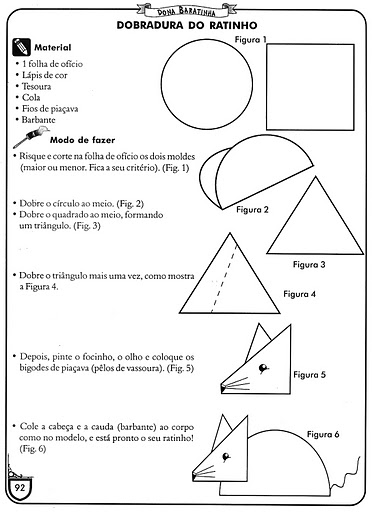 DONA BARATINHA
DOBRADURA DO RATINHO
Figura 1
Material
• 1 folha de ofício
• Lápis de cor
• Tesoura
• Cola
• Fios de piaçava
• Barbante
Modo de fazer
• Risque e corte na folha de ofício os dois moldes
(maior ou menor. Fica a seu critério). (Fig. 1)
• Dobre o círculo ao meio. (Fig. 2)
• Dobre o quadrado ao meio, formando
um triângulo. (Fig. 3)
Figura 2
Figura 3
• Dobre o triângulo mais uma vez, como mostra
a Figura 4.
Figura 4
• Depois, pinte o focinho, o olho e coloque os
bigodes de piaçava (pêlos de vassoura). (Fig. 5)
Figura 5
• Cole a cabeça e a cauda (barbante) ao corpo
como no modelo, e está pronto o seu ratinho!
(Fig. 6)
Figura 6
92